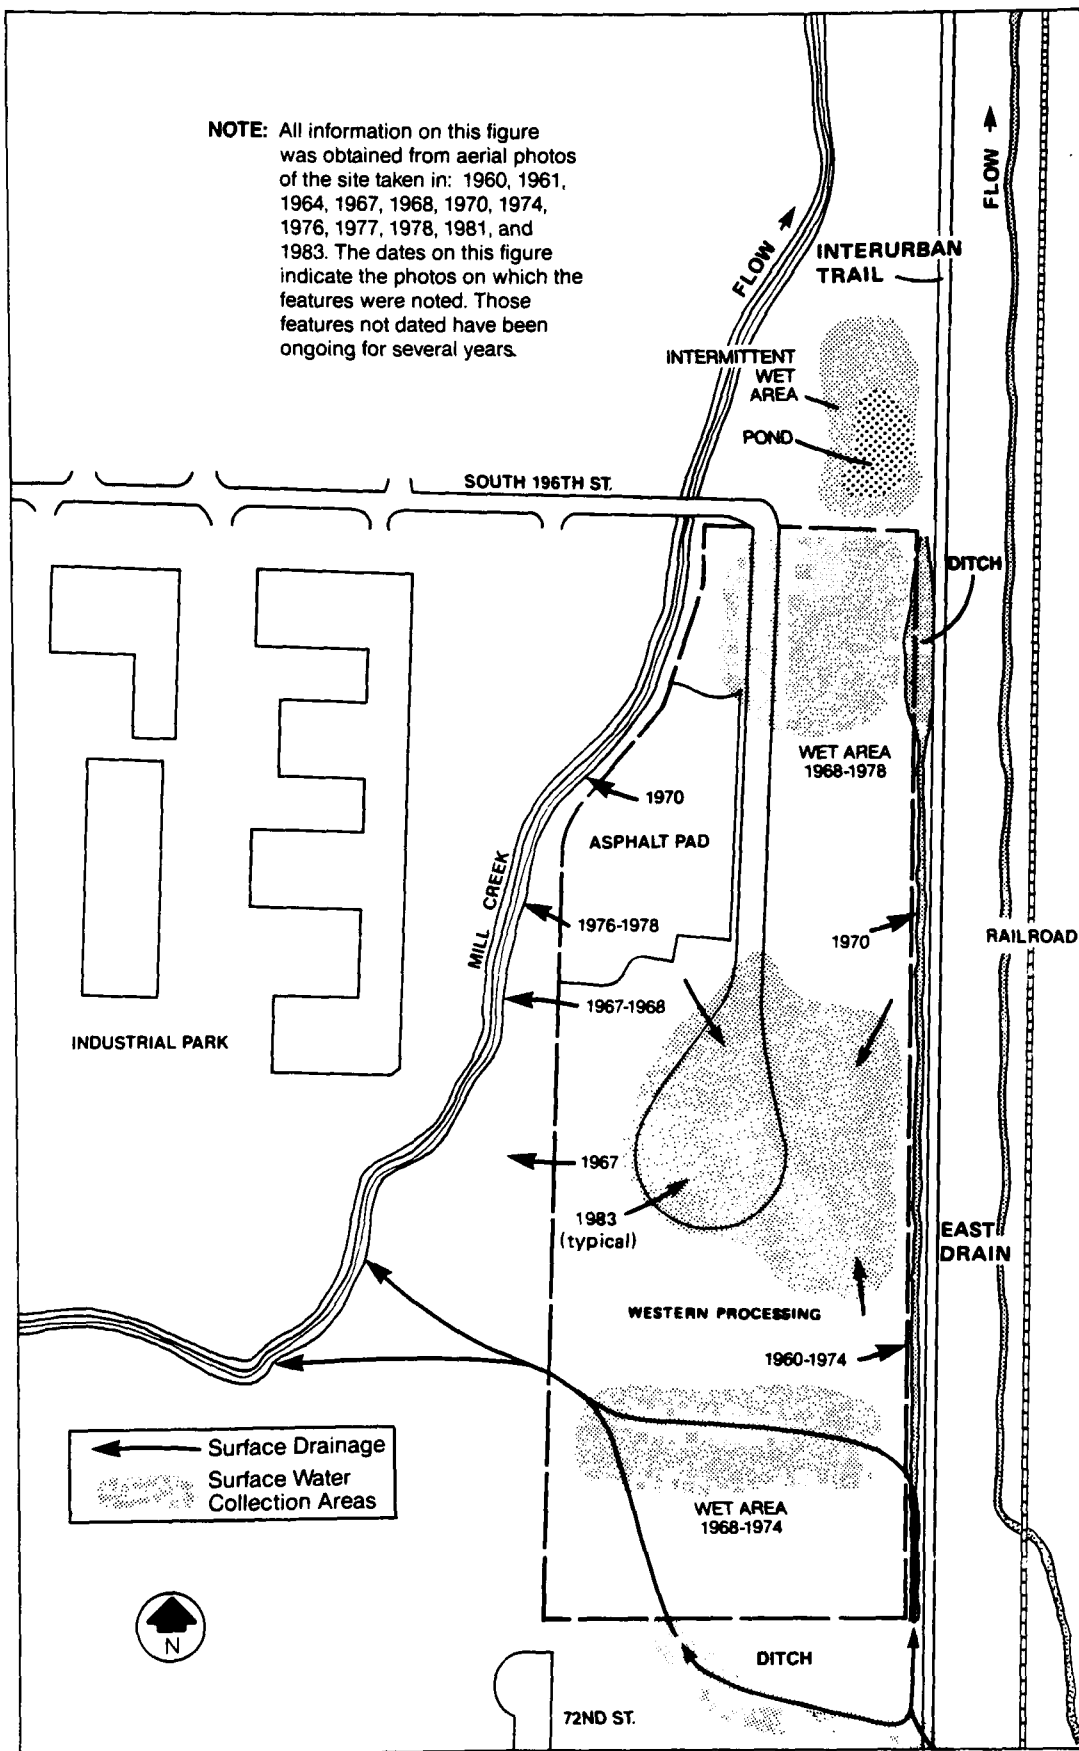 NOTE: All information on this figure
was obtained from aerial photos
of the site taken in: 1960, 1961,
1964, 1967, 1968, 1970, 1974,
1976, 1977, 1978, 1981, and
1983. The dates on this figure
indicate the photos on which the
features were noted. Those
features not dated have been
ongoing for several years.
FLOW
FLOW
INTERURBAN
TRAIL
INTERMITTENT
WET
AREA
POND
SOUTH 196TH ST.
DITCH
WET AREA
1968-1978
1970
ASPHALT PAD
MILL CREEK
1976-1978
1970
RAILROAD
1967-1968
INDUSTRIAL PARK
1967
1983
(typical)
EAST
DRAIN
WESTERN PROCESSING
1960-1974
Surface Drainage
Surface Water
Collection Areas
WET AREA
1968-1974
N
DITCH
72ND ST.